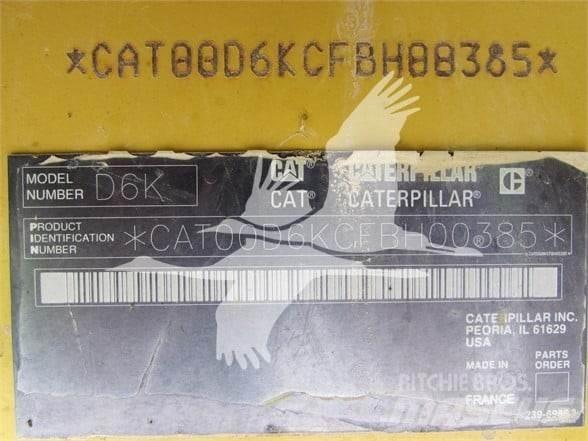 *CAT00D6KCFBH00385*
MODEL NUMBER D6K
CAT CATERPILLAR
CAT® CATERPILLAR®
PRODUCT IDENTIFICATION NUMBER *CAT00D6KCFBH00385*
CATERPILLAR INC.
PEORIA, IL 61629
USA
MADE IN
FRANCE
PARTS ORDER
RITCHIE BROS.